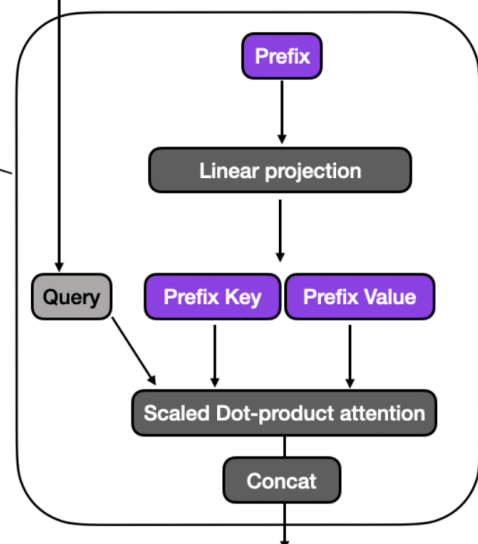 Prefix
Linear projection
Query
Prefix Key
Prefix Value
Scaled Dot-product attention
Concat